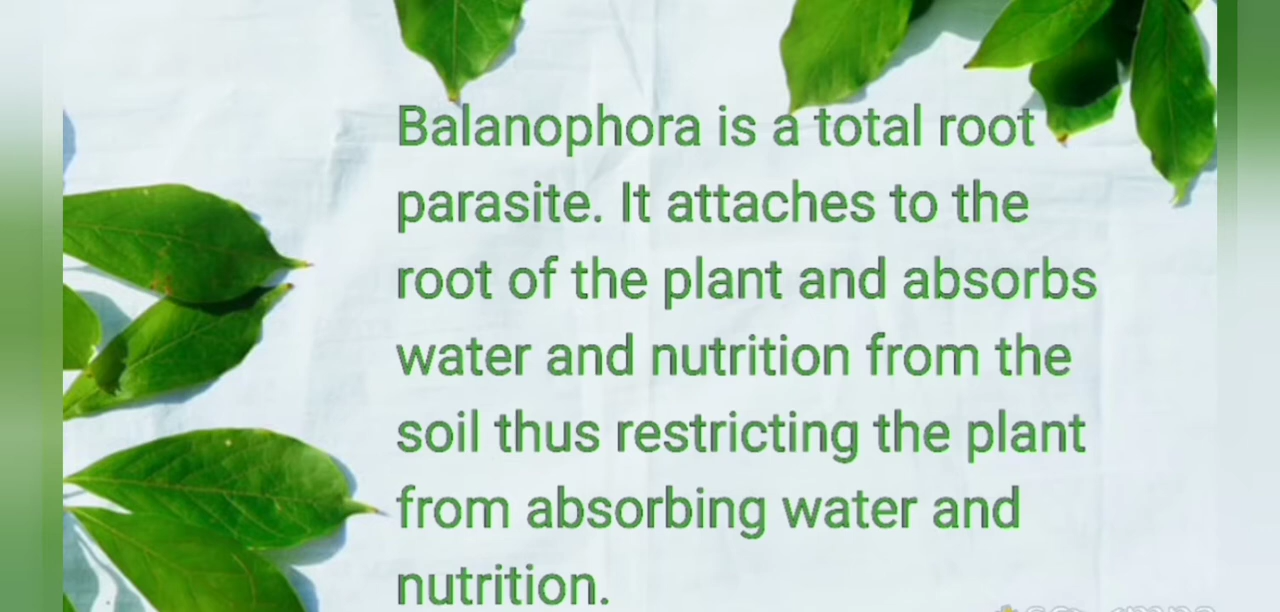 Balanophora is a total root
parasite. It attaches to the
root of the plant and absorbs
water and nutrition from the
soil thus restricting the plant
from absorbing water and
nutrition.